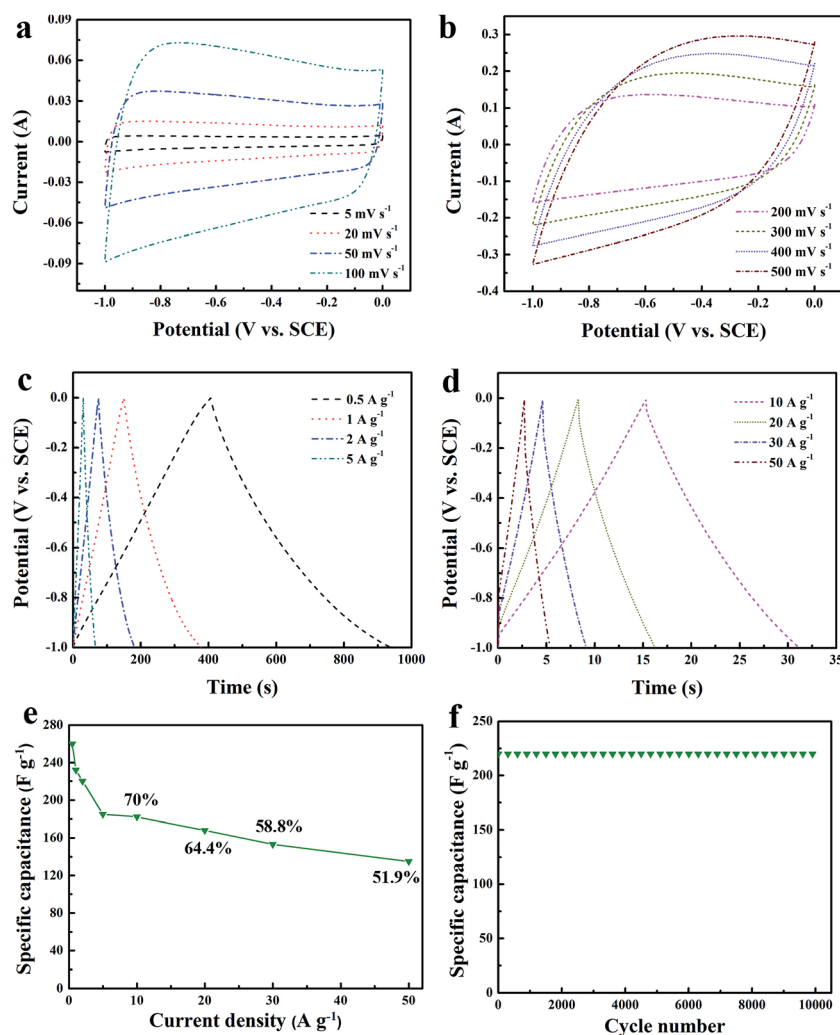 a
0.09
0.06
0.03
0.00
-0.03
-0.06
-0.09
Current (A)
5 mV s-1
20 mV s-1
50 mV s-1
100 mV s-1
-1.0 -0.8 -0.6 -0.4 -0.2 0.0
Potential (V vs. SCE)
b
0.3
0.2
0.1
0.0
-0.1
-0.2
-0.3
-0.4
Current (A)
200 mV s-1
300 mV s-1
400 mV s-1
500 mV s-1
-1.0 -0.8 -0.6 -0.4 -0.2 0.0
Potential (V vs. SCE)
c
0.0
-0.2
-0.4
-0.6
-0.8
-1.0
Potential (V vs. SCE)
0.5 A g-1
1 A g-1
2 A g-1
5 A g-1
0 200 400 600 800 1000
Time (s)
d
0.0
-0.2
-0.4
-0.6
-0.8
-1.0
Potential (V vs. SCE)
10 A g-1
20 A g-1
30 A g-1
50 A g-1
0 5 10 15 20 25 30 35
Time (s)
e
280
240
200
160
120
80
40
0
Specific capacitance (F g-1)
70%
64.4%
58.8%
51.9%
0 10 20 30 40 50
Current density (A g-1)
f
250
225
200
175
150
125
100
75
50
25
0
Specific capacitance (F g-1)
0 2000 4000 6000 8000 10000
Cycle number